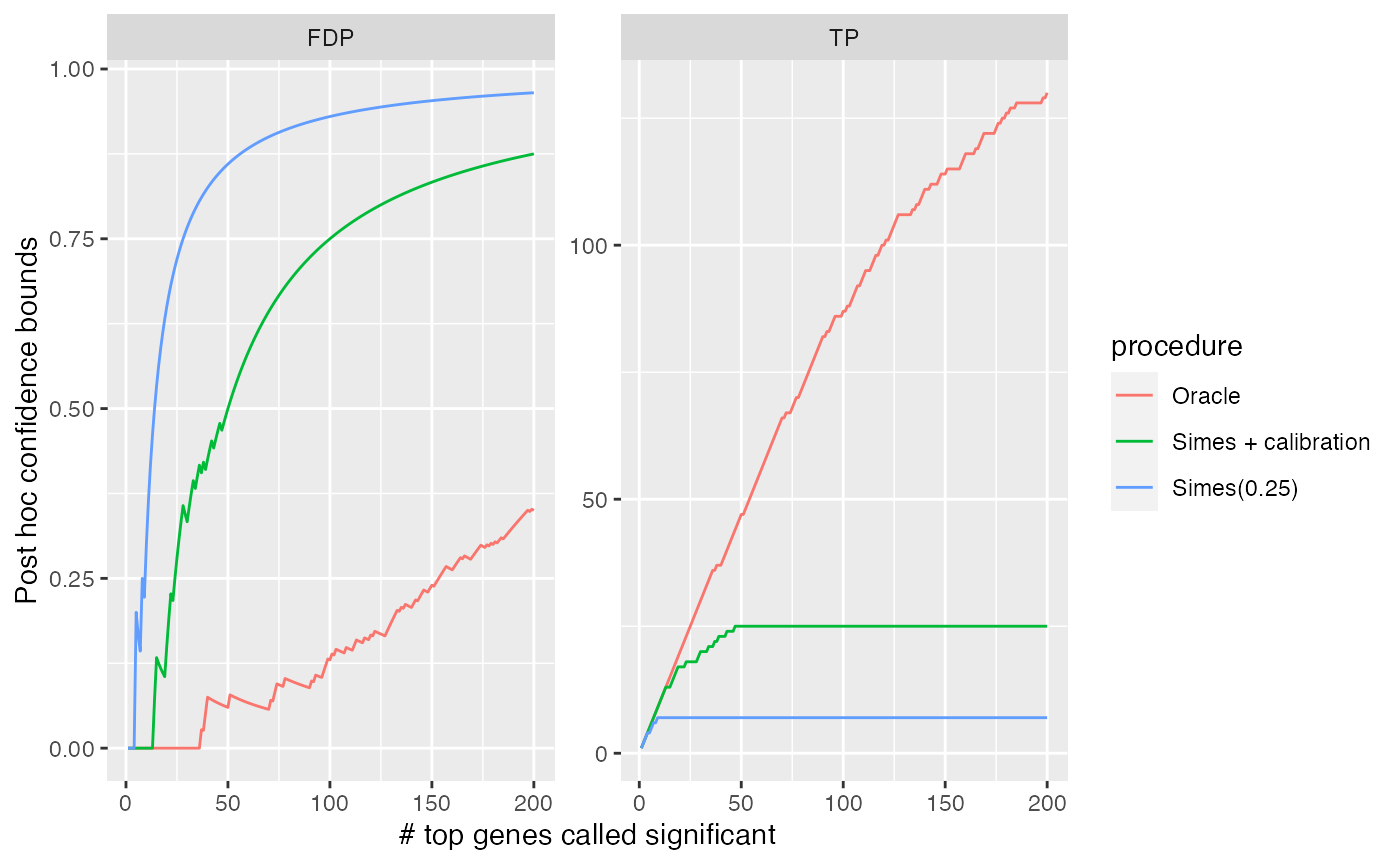 FDP
TP
Post hoc confidence bounds
1.00
0.75
0.50
0.25
0.00
0 50 100 150 200
100
50
0
0 50 100 150 200
# top genes called significant
procedure
Oracle
Simes + calibration
Simes(0.25)